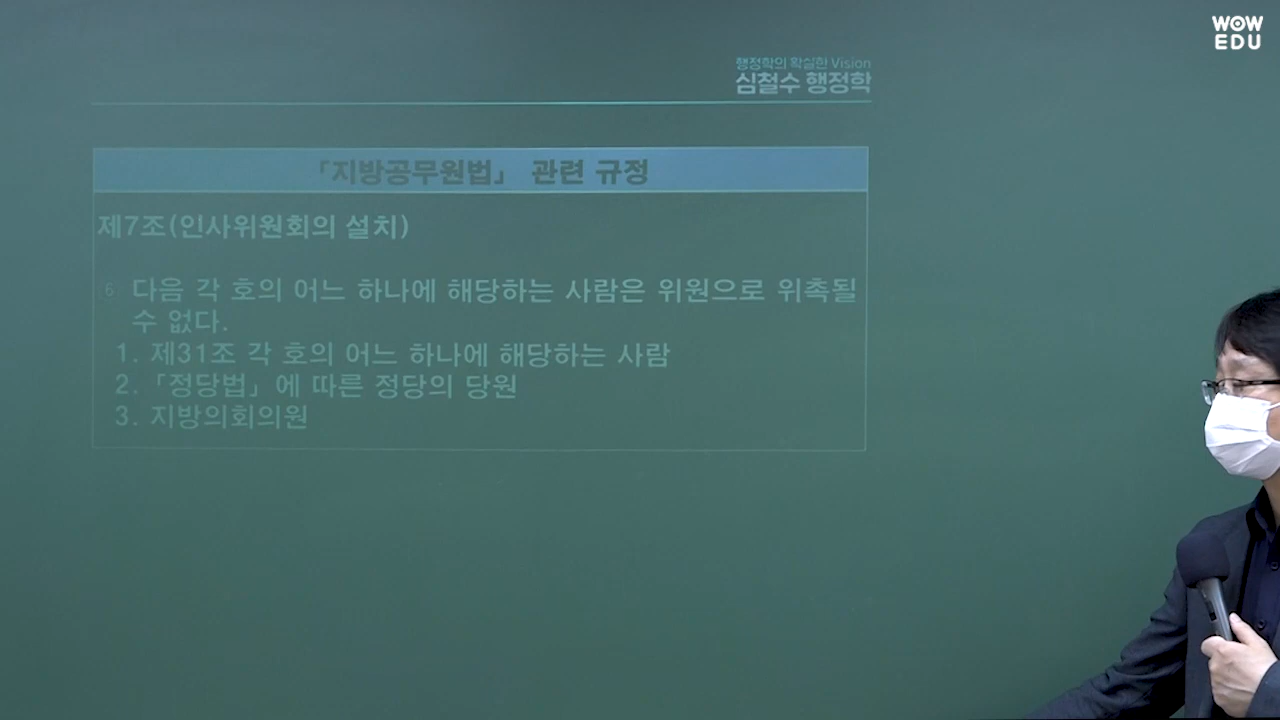 WOW
EDU
행정학의 확실한 Vision
심철수 행정학
「지방공무원법」 관련 규정
제7조(인사위원회의 설치)
6 다음 각 호의 어느 하나에 해당하는 사람은 위원으로 위촉될
수 없다.
1. 제31조 각 호의 어느 하나에 해당하는 사람
2. 「정당법」에 따른 정당의 당원
3. 지방의회의원